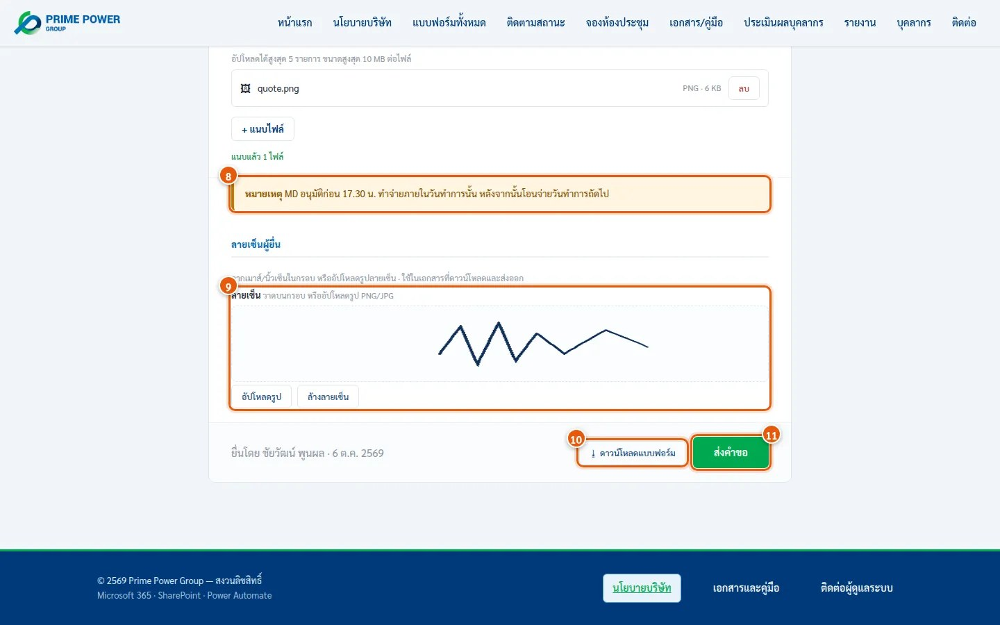 PRIME POWER
GROUP
หน้าแรก นโยบายบริษัท แบบฟอร์มทั้งหมด ติดตามสถานะ จองห้องประชุม เอกสาร/คู่มือ ประเมินผลบุคลากร รายงาน บุคลากร ติดต่อ
อัปโหลดได้สูงสุด 5 รายการ ขนาดสูงสุด 10 MB ต่อไฟล์
quote.png PNG · 6 KB ลบ
+ แนบไฟล์
แนบแล้ว 1 ไฟล์
8
หมายเหตุ MD อนุมัติก่อน 17.30 น. ทำจ่ายภายในวันทำการนั้น หลังจากนั้นโอนจ่ายวันทำการถัดไป
ลายเซ็นผู้ยื่น
ลากเมาส์/นิ้วเซ็นในกรอบ หรืออัปโหลดรูปลายเซ็น · ใช้ในเอกสารที่ดาวน์โหลดและส่งออก
9
ลายเซ็น วาดบนกรอบ หรืออัปโหลดรูป PNG/JPG
อัปโหลดรูป ล้างลายเซ็น
10 11
ยื่นโดย ชัยวัฒน์ พูนผล · 6 ต.ค. 2569 ⭳ ดาวน์โหลดแบบฟอร์ม ส่งคำขอ
© 2569 Prime Power Group — สงวนลิขสิทธิ์
Microsoft 365 · SharePoint · Power Automate
นโยบายบริษัท เอกสารและคู่มือ ติดต่อผู้ดูแลระบบ